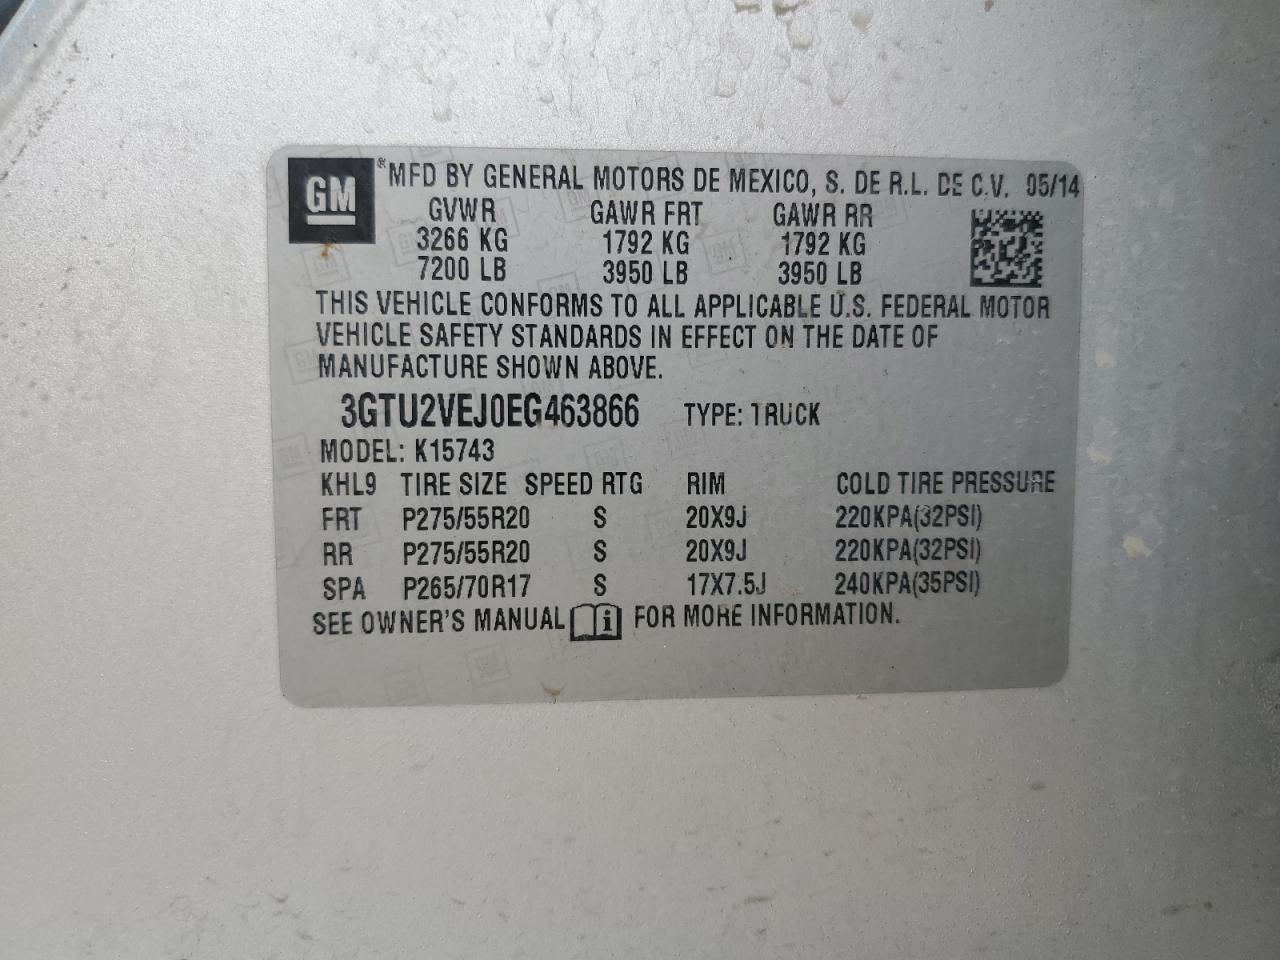 GM ® MFD BY GENERAL MOTORS DE MEXICO, S. DE R.L. DE C.V. 05/14
GVWR GAWR FRT GAWR RR
3266 KG 1792 KG 1792 KG
7200 LB 3950 LB 3950 LB
THIS VEHICLE CONFORMS TO ALL APPLICABLE U.S. FEDERAL MOTOR
VEHICLE SAFETY STANDARDS IN EFFECT ON THE DATE OF
MANUFACTURE SHOWN ABOVE.
3GTU2VEJ0EG463866 TYPE: TRUCK
MODEL: K15743
KHL9 TIRE SIZE SPEED RTG RIM COLD TIRE PRESSURE
FRT P275/55R20 S 20X9J 220KPA(32PSI)
RR P275/55R20 S 20X9J 220KPA(32PSI)
SPA P265/70R17 S 17X7.5J 240KPA(35PSI)
SEE OWNER'S MANUAL i FOR MORE INFORMATION.